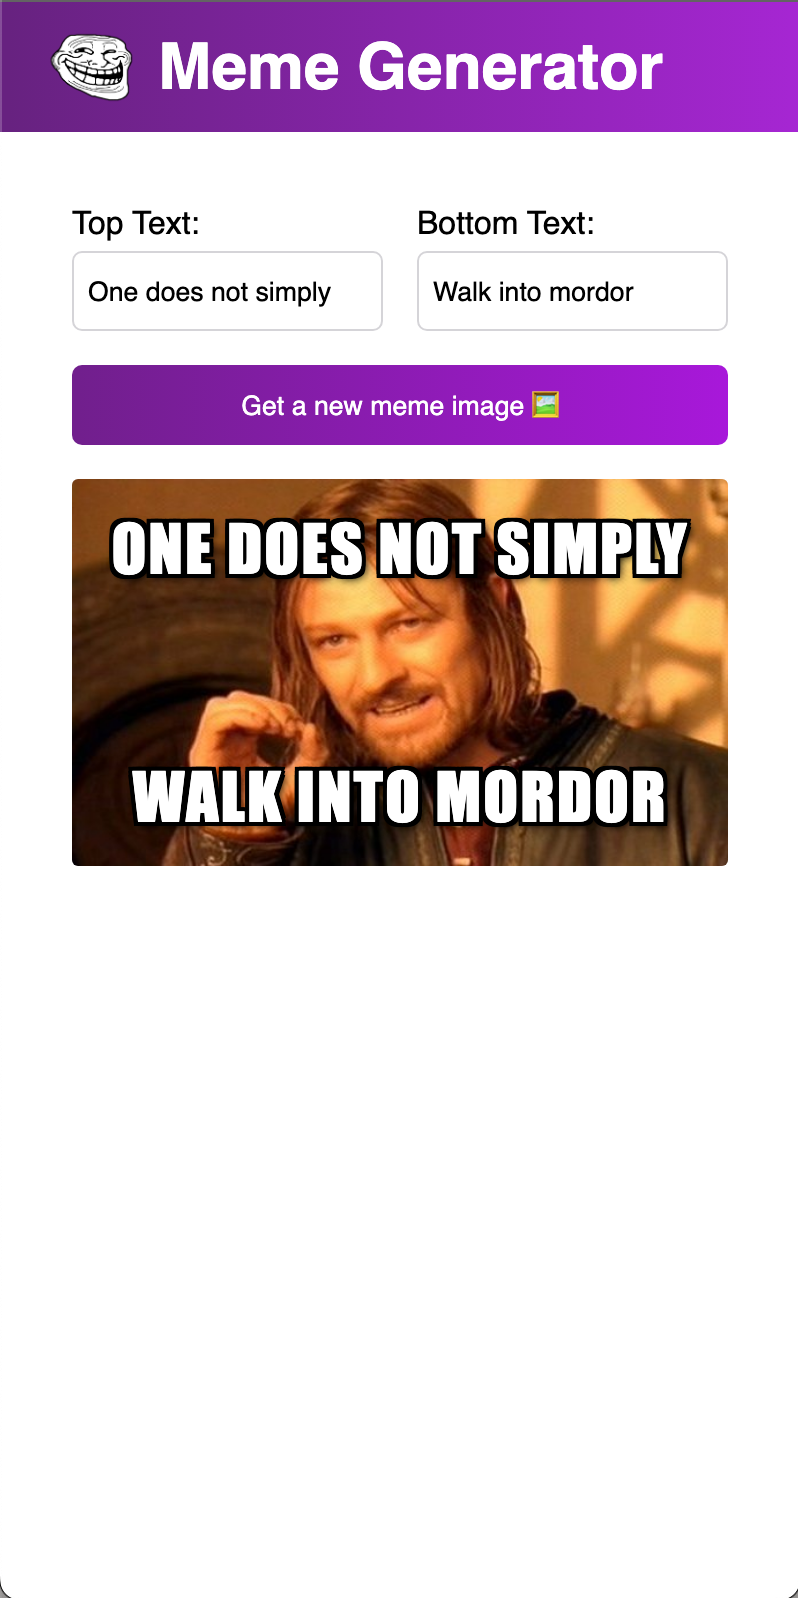 Meme Generator
Top Text:
Bottom Text:
One does not simply
Walk into mordor
Get a new meme image 🖼️
ONE DOES NOT SIMPLY
WALK INTO MORDOR